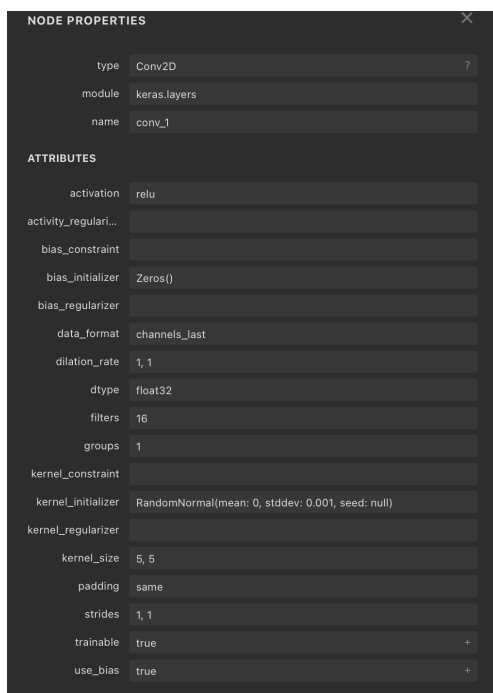 NODE PROPERTIES ×
type Conv2D ?
module keras.layers
name conv_1
ATTRIBUTES
activation relu
activity_regulari...
bias_constraint
bias_initializer Zeros()
bias_regularizer
data_format channels_last
dilation_rate 1, 1
dtype float32
filters 16
groups 1
kernel_constraint
kernel_initializer RandomNormal(mean: 0, stddev: 0.001, seed: null)
kernel_regularizer
kernel_size 5, 5
padding same
strides 1, 1
trainable true +
use_bias true +